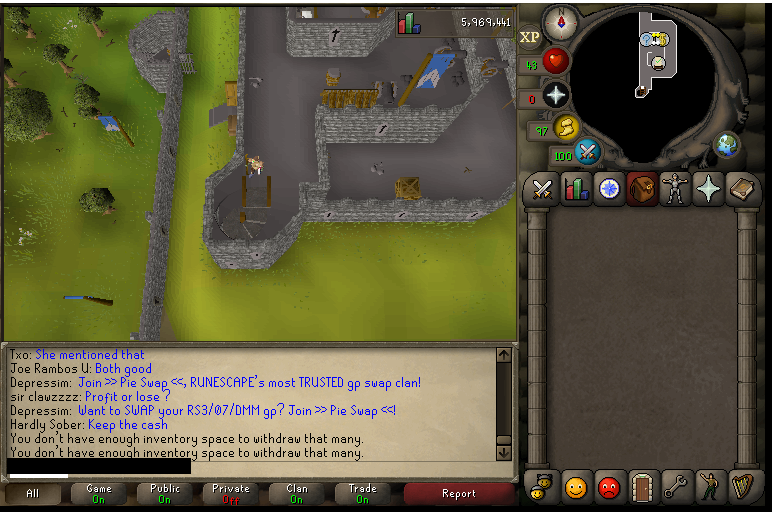 5,969,441
XP
N
43
0
97
100
Txo: She mentioned that
Joe Rambos U: Both good
Depressim: Join >> Pie Swap <<, RUNESCAPE's most TRUSTED gp swap clan!
sir clawzzzz: Profit or lose ?
Depressim: Want to SWAP your RS3/07/DMM gp? Join >> Pie Swap <<!
Hardly Sober: Keep the cash
You don't have enough inventory space to withdraw that many.
You don't have enough inventory space to withdraw that many.
All
Game
On
Public
On
Private
Off
Clan
On
Trade
On
Report